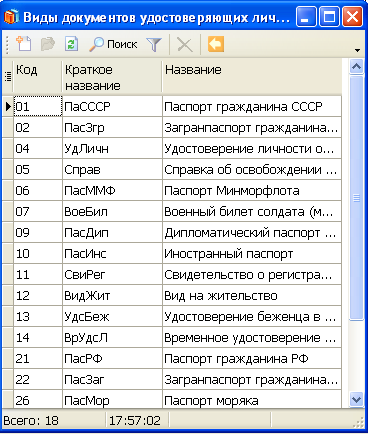 Виды документов удостоверяющих лич...
Поиск
Код Краткое название Название
01 ПаСССР Паспорт гражданина СССР
02 ПасЗгр Загранпаспорт гражданина...
04 УдЛичн Удостоверение личности о...
05 Справ Справка об освобождении ...
06 ПасММФ Паспорт Минморфлота
07 ВоеБил Военный билет солдата (м...
09 ПасДип Дипломатический паспорт ...
10 ПасИнс Иностранный паспорт
11 СвиРег Свидетельство о регистра...
12 ВидЖит Вид на жительство
13 УдсБеж Удостоверение беженца в ...
14 ВрУдсЛ Временное удостоверение ...
21 ПасРФ Паспорт гражданина РФ
22 ПасЗаг Загранпаспорт гражданина...
26 ПасМор Паспорт моряка
Всего: 18 17:57:02